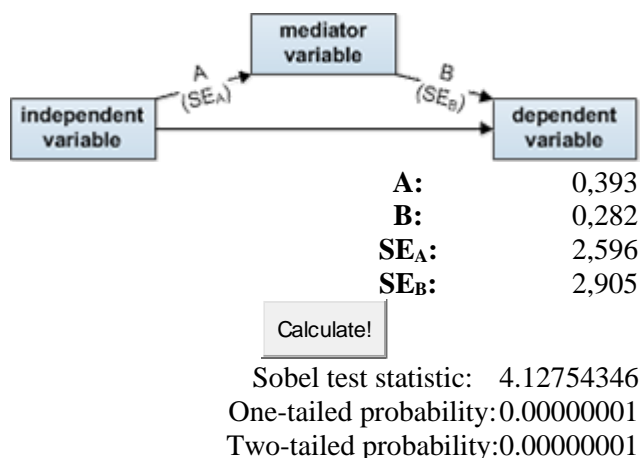 mediator
variable
A
(SEA)
B
(SEB)
independent
variable
dependent
variable
A: 0,393
B: 0,282
SEA: 2,596
SEB: 2,905
Calculate!
Sobel test statistic: 4.12754346
One-tailed probability: 0.00000001
Two-tailed probability: 0.00000001